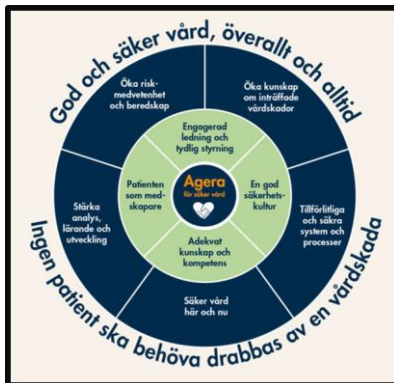 God och säker vård, överallt och alltid
Öka risk-
medvetenhet
och beredskap
Öka kunskap
om inträffade
vårdskador
Engagerad
ledning och
tydlig styrning
Stärka
analys,
lärande och
utveckling
Patienten
som med-
skapare
Agera
för säker vård
En god
säkerhets-
kultur
Tillförlitliga
och säkra
system och
processer
Adekvat
kunskap och
kompetens
Säker vård
här och nu
Ingen patient ska behöva drabbas av en vårdskada